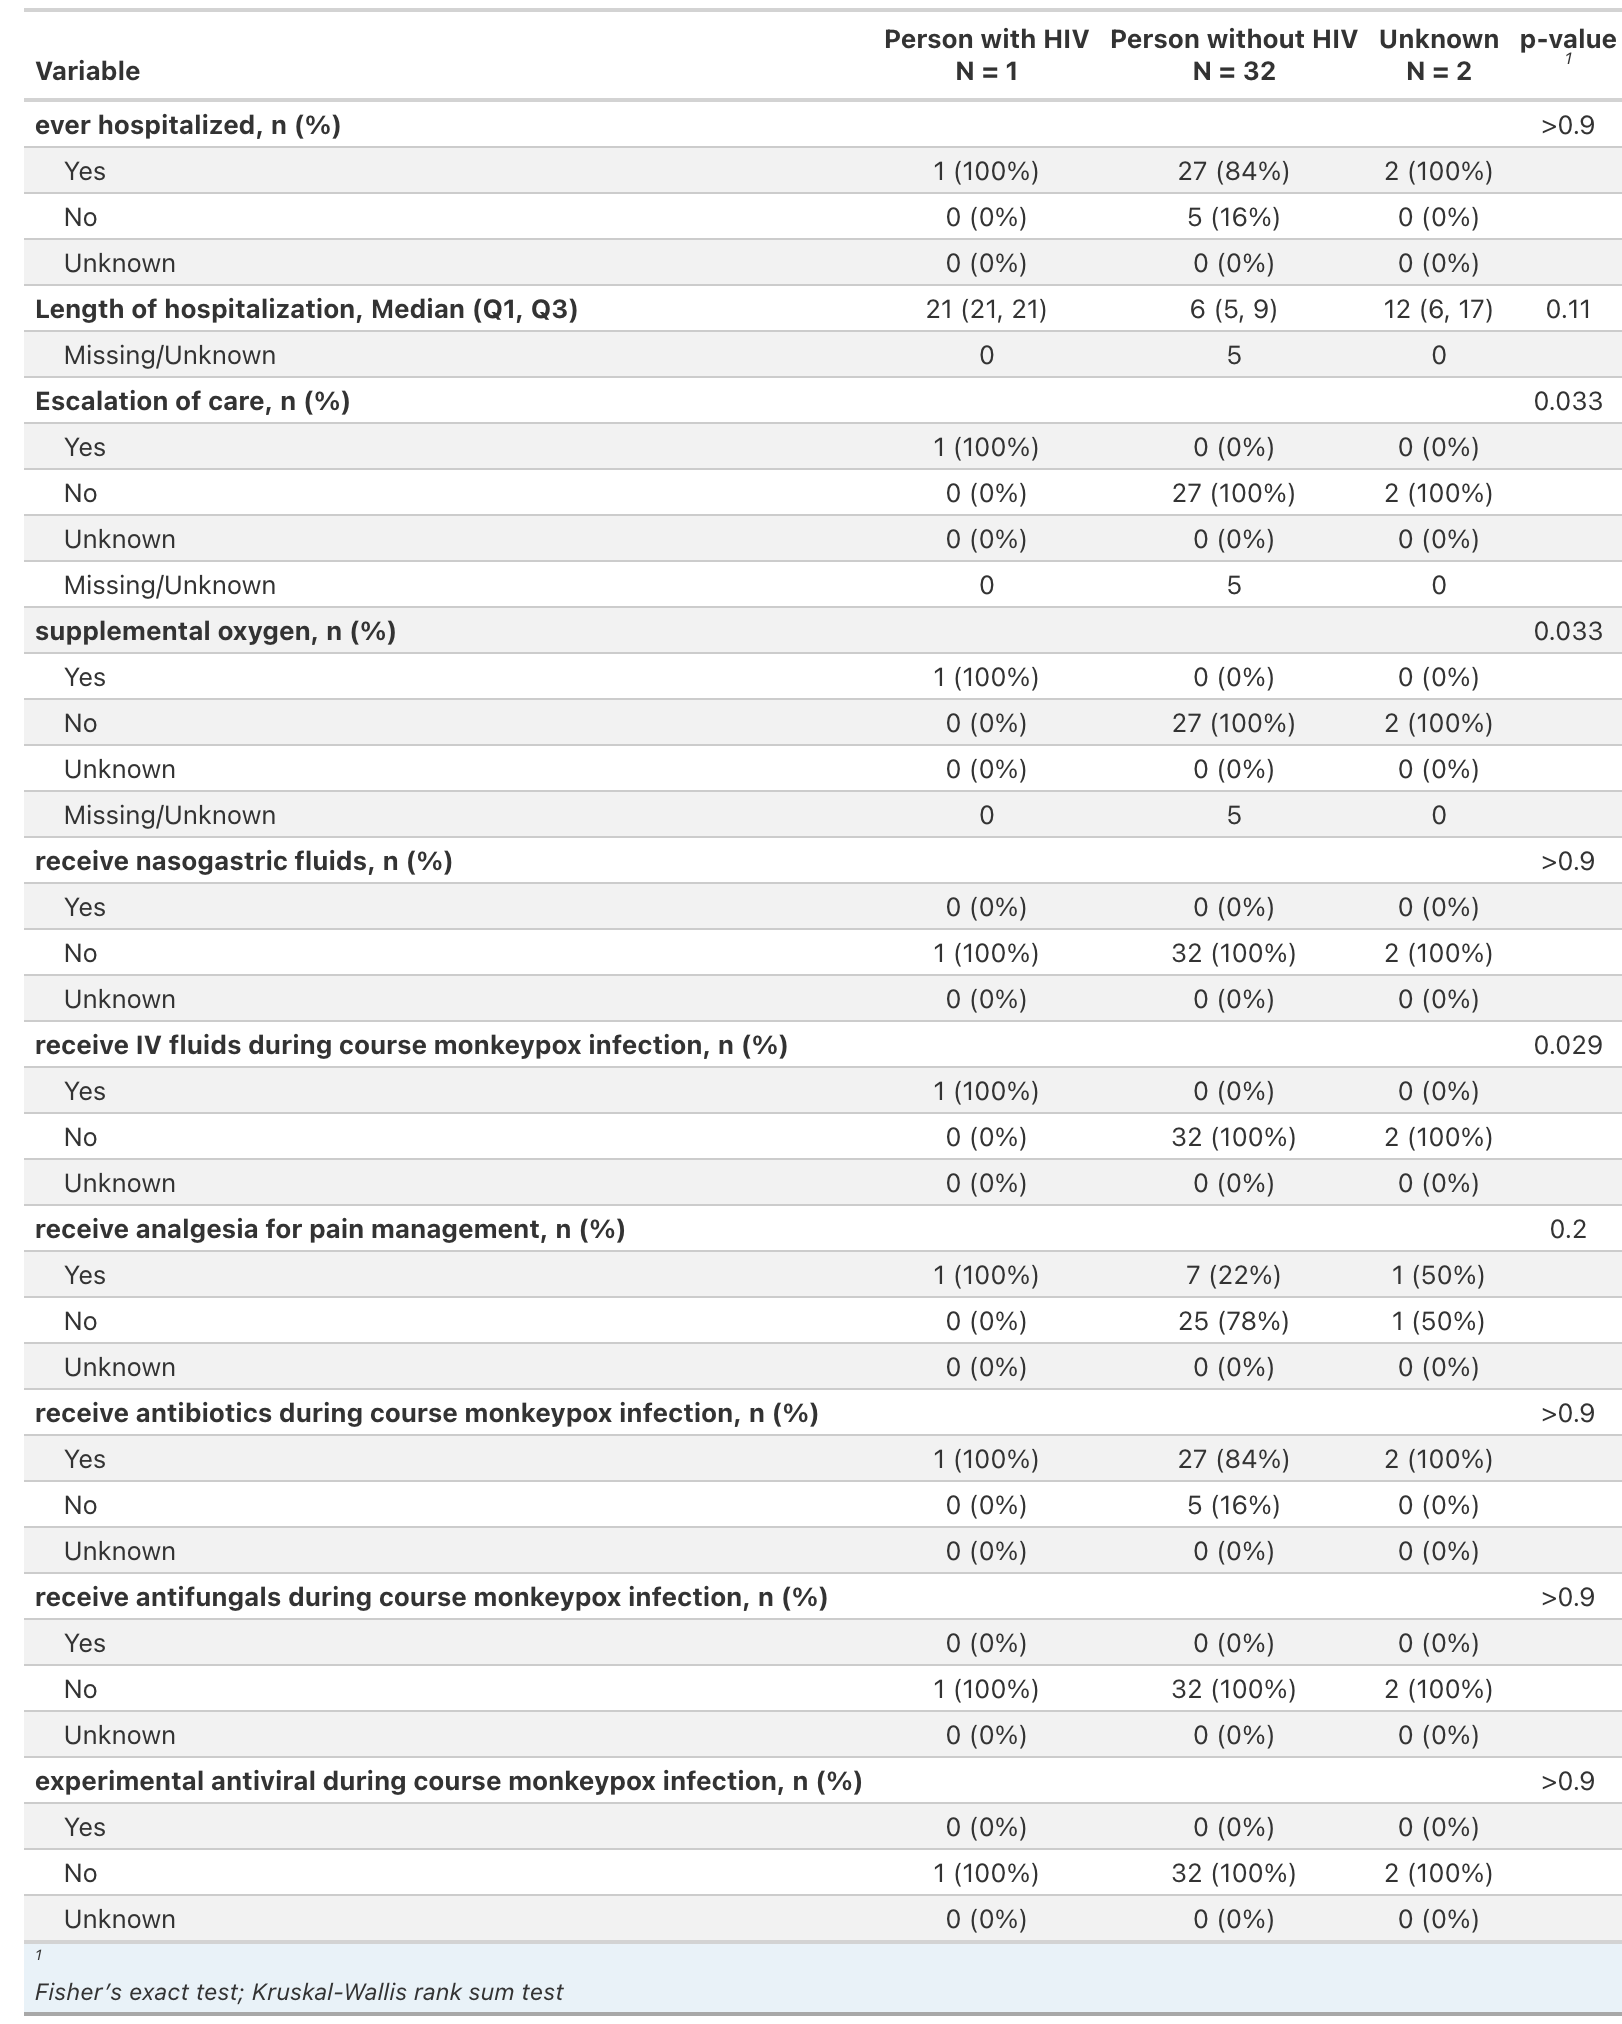 Variable Person with HIV N = 1 Person without HIV N = 32 Unknown N = 2 p-value 1
ever hospitalized, n (%) >0.9
Yes 1 (100%) 27 (84%) 2 (100%)
No 0 (0%) 5 (16%) 0 (0%)
Unknown 0 (0%) 0 (0%) 0 (0%)
Length of hospitalization, Median (Q1, Q3) 21 (21, 21) 6 (5, 9) 12 (6, 17) 0.11
Missing/Unknown 0 5 0
Escalation of care, n (%) 0.033
Yes 1 (100%) 0 (0%) 0 (0%)
No 0 (0%) 27 (100%) 2 (100%)
Unknown 0 (0%) 0 (0%) 0 (0%)
Missing/Unknown 0 5 0
supplemental oxygen, n (%) 0.033
Yes 1 (100%) 0 (0%) 0 (0%)
No 0 (0%) 27 (100%) 2 (100%)
Unknown 0 (0%) 0 (0%) 0 (0%)
Missing/Unknown 0 5 0
receive nasogastric fluids, n (%) >0.9
Yes 0 (0%) 0 (0%) 0 (0%)
No 1 (100%) 32 (100%) 2 (100%)
Unknown 0 (0%) 0 (0%) 0 (0%)
receive IV fluids during course monkeypox infection, n (%) 0.029
Yes 1 (100%) 0 (0%) 0 (0%)
No 0 (0%) 32 (100%) 2 (100%)
Unknown 0 (0%) 0 (0%) 0 (0%)
receive analgesia for pain management, n (%) 0.2
Yes 1 (100%) 7 (22%) 1 (50%)
No 0 (0%) 25 (78%) 1 (50%)
Unknown 0 (0%) 0 (0%) 0 (0%)
receive antibiotics during course monkeypox infection, n (%) >0.9
Yes 1 (100%) 27 (84%) 2 (100%)
No 0 (0%) 5 (16%) 0 (0%)
Unknown 0 (0%) 0 (0%) 0 (0%)
receive antifungals during course monkeypox infection, n (%) >0.9
Yes 0 (0%) 0 (0%) 0 (0%)
No 1 (100%) 32 (100%) 2 (100%)
Unknown 0 (0%) 0 (0%) 0 (0%)
experimental antiviral during course monkeypox infection, n (%) >0.9
Yes 0 (0%) 0 (0%) 0 (0%)
No 1 (100%) 32 (100%) 2 (100%)
Unknown 0 (0%) 0 (0%) 0 (0%)
1
Fisher’s exact test; Kruskal-Wallis rank sum test